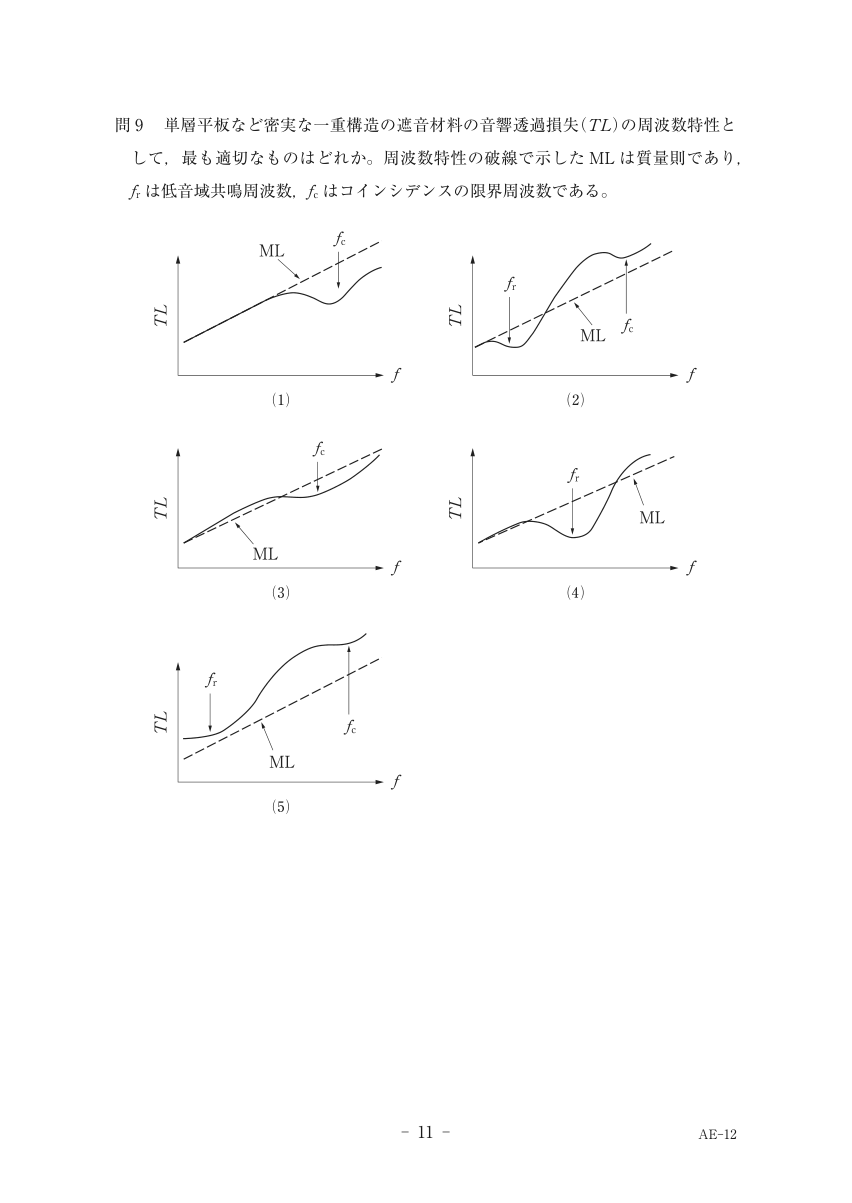 問 9　単層平板など密実な一重構造の遮音材料の音響透過損失(TL)の周波数特性と
して，最も適切なものはどれか。周波数特性の破線で示した ML は質量則であり，
fr は低音域共鳴周波数，fc はコインシデンスの限界周波数である。
ML
fc
TL
f
(1)
fr
TL
ML
fc
f
(2)
fc
TL
ML
f
(3)
fr
TL
ML
f
(4)
fr
TL
fc
ML
f
(5)
－ 11 －
AE−12